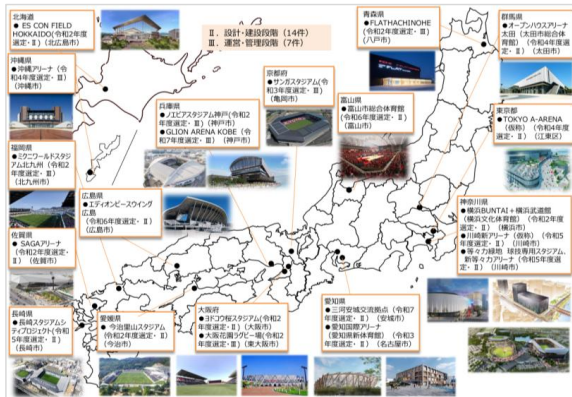 Ⅱ. 設計・建設段階（14件）
Ⅲ. 運営・管理段階（7件）
北海道
● ES CON FIELD
HOKKAIDO(令和2年度
選定・Ⅱ)（北広島市）
沖縄県
● 沖縄アリーナ（令
和4年度選定・Ⅲ）
(沖縄市)
福岡県
● ミクニワールドスタジ
アム北九州（令和2
年度選定・Ⅲ）
(北九州市)
佐賀県
● SAGAアリーナ
（令和2年度選定・
Ⅱ）（佐賀市）
長崎県
● 長崎スタジアムシ
ティプロジェクト(令和
5年度選定・Ⅱ)
(長崎市)
広島県
● エディオンピースウイング
広島
（令和6年度選定・Ⅲ）
（広島市）
愛媛県
● 今治里山スタジアム
（令和2年度選定・Ⅱ）
（今治市）
兵庫県
●ノエビアスタジアム神戸(令和2
年度選定・Ⅲ)（神戸市）
●GLION ARENA KOBE（令
和7年度選定・Ⅲ）（神戸市）
京都府
● サンガスタジアム(令
和3年度選定・Ⅲ)
(亀岡市)
大阪府
● ヨドコウ桜スタジアム(令和2
年度選定・Ⅱ)（大阪市）
● 大阪花園ラグビー場(令和2
年度選定・Ⅱ)（東大阪市）
富山県
● 富山市総合体育館
（令和6年度選定・Ⅱ）
(富山市)
愛知県
● 三河安城交流拠点（令和7
年度選定・Ⅱ）（安城市）
● 愛知国際アリーナ
（愛知県新体育館）（令和3
年度選定・Ⅱ）（名古屋市）
青森県
● FLATHACHINOHE
（令和2年度選定・Ⅲ）
(八戸市)
群馬県
● オープンハウスアリーナ
太田（太田市総合体
育館）（令和4年度選
定・Ⅱ）（太田市）
東京都
● TOKYO A-ARENA
（仮称）（令和4年度
選定・Ⅱ）（江東区）
神奈川県
● 横浜BUNTAI＋横浜武道館
（横浜文化体育館）（令和2年度選
定・Ⅱ）（横浜市）
● 川崎新アリーナ（仮称）（令和5
年度選定・Ⅱ）（川崎市）
● 等々力緑地 球技専用スタジアム、
新等々力アリーナ(令和5年度選
定・Ⅱ)（川崎市）